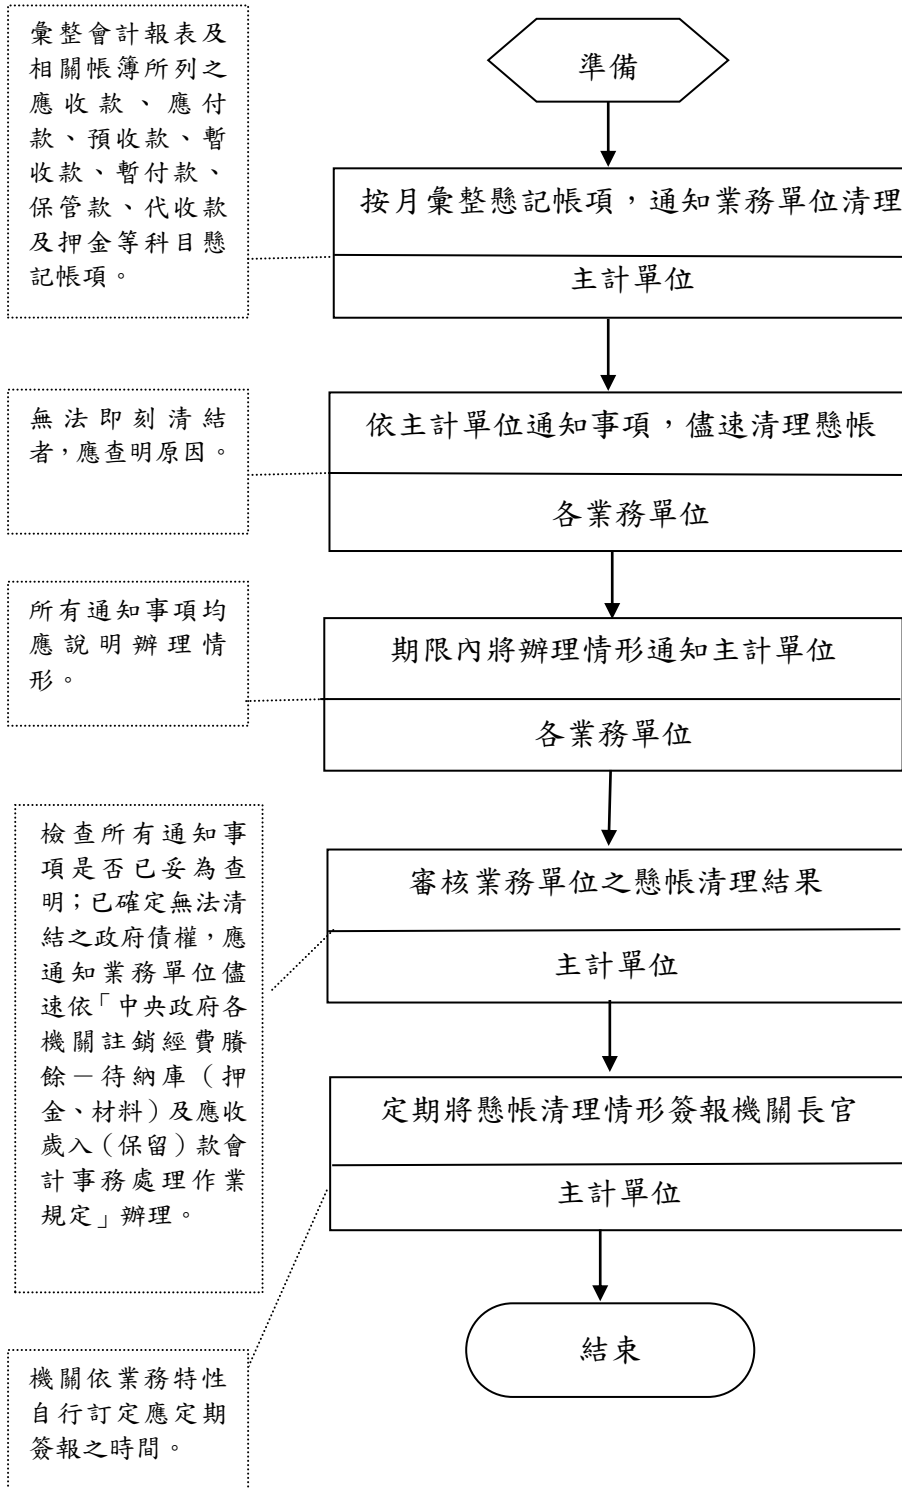 彙整會計報表及
相關帳簿所列之
應收款、應付
款、預收款、暫
收款、暫付款、
保管款、代收款
及押金等科目懸
記帳項。
準備
按月彙整懸記帳項，通知業務單位清理
主計單位
無法即刻清結
者，應查明原因。
依主計單位通知事項，儘速清理懸帳
各業務單位
所有通知事項均
應說明辦理情
形。
期限內將辦理情形通知主計單位
各業務單位
檢查所有通知事
項是否已妥為查
明；已確定無法清
結之政府債權，應
通知業務單位儘
速依「中央政府各
機關註銷經費賸
餘－待納庫（押
金、材料）及應收
歲入（保留）款會
計事務處理作業
規定」辦理。
審核業務單位之懸帳清理結果
主計單位
定期將懸帳清理情形簽報機關長官
主計單位
機關依業務特性
自行訂定應定期
簽報之時間。
結束